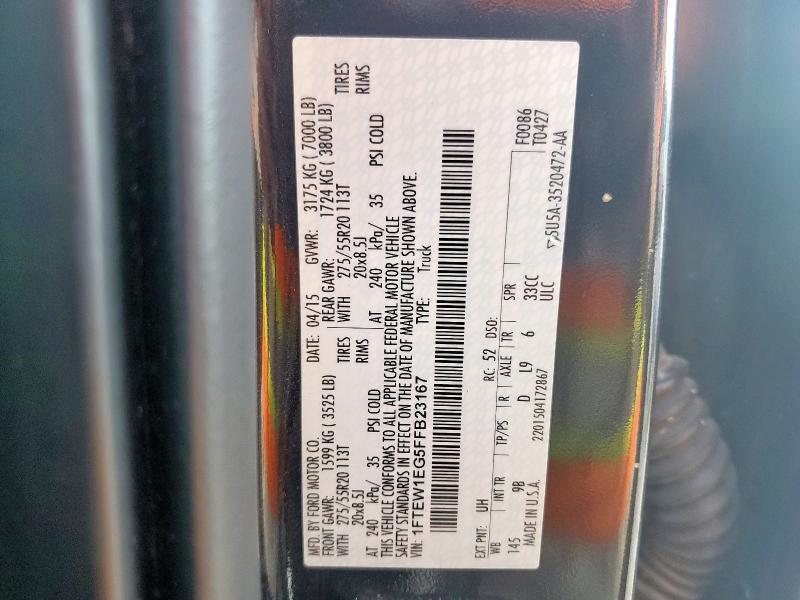 MFD. BY FORD MOTOR CO.
DATE: 04/15 GVWR: 3175 KG ( 7000 LB)
FRONT GAWR: 1599 KG ( 3525 LB) REAR GAWR: 1724 KG ( 3800 LB)
WITH 275/55R20 113T TIRES WITH 275/55R20 113T TIRES
20x8.5J RIMS 20x8.5J RIMS
AT 240 kPa/ 35 PSI COLD AT 240 kPa/ 35 PSI COLD
THIS VEHICLE CONFORMS TO ALL APPLICABLE FEDERAL MOTOR VEHICLE
SAFETY STANDARDS IN EFFECT ON THE DATE OF MANUFACTURE SHOWN ABOVE.
VIN: 1FTEW1EG5FFB23167 TYPE: Truck
EXT PNT: UH RC: 52 DSO: F0086
WB INT TR TP/PS R AXLE TR SPR T0427
145 9B D L9 6 33CC
MADE IN U.S.A. 2201504172867 ULC
5U5A-3520472-AA